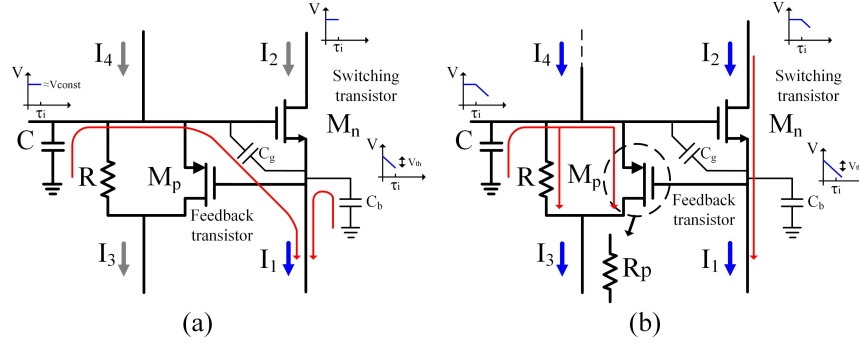 V
τi
V
≈Vconst
τi
I4
I2
Switching
transistor
Mn
C
R
Mp
Cg
Feedback
transistor
V
Vth
τi
Cb
I3
I1
(a)
V
τi
V
τi
I4
I2
Switching
transistor
Mn
C
R
Mp
Cg
Feedback
transistor
V
τi
Cb
I3
Rp
I1
(b)